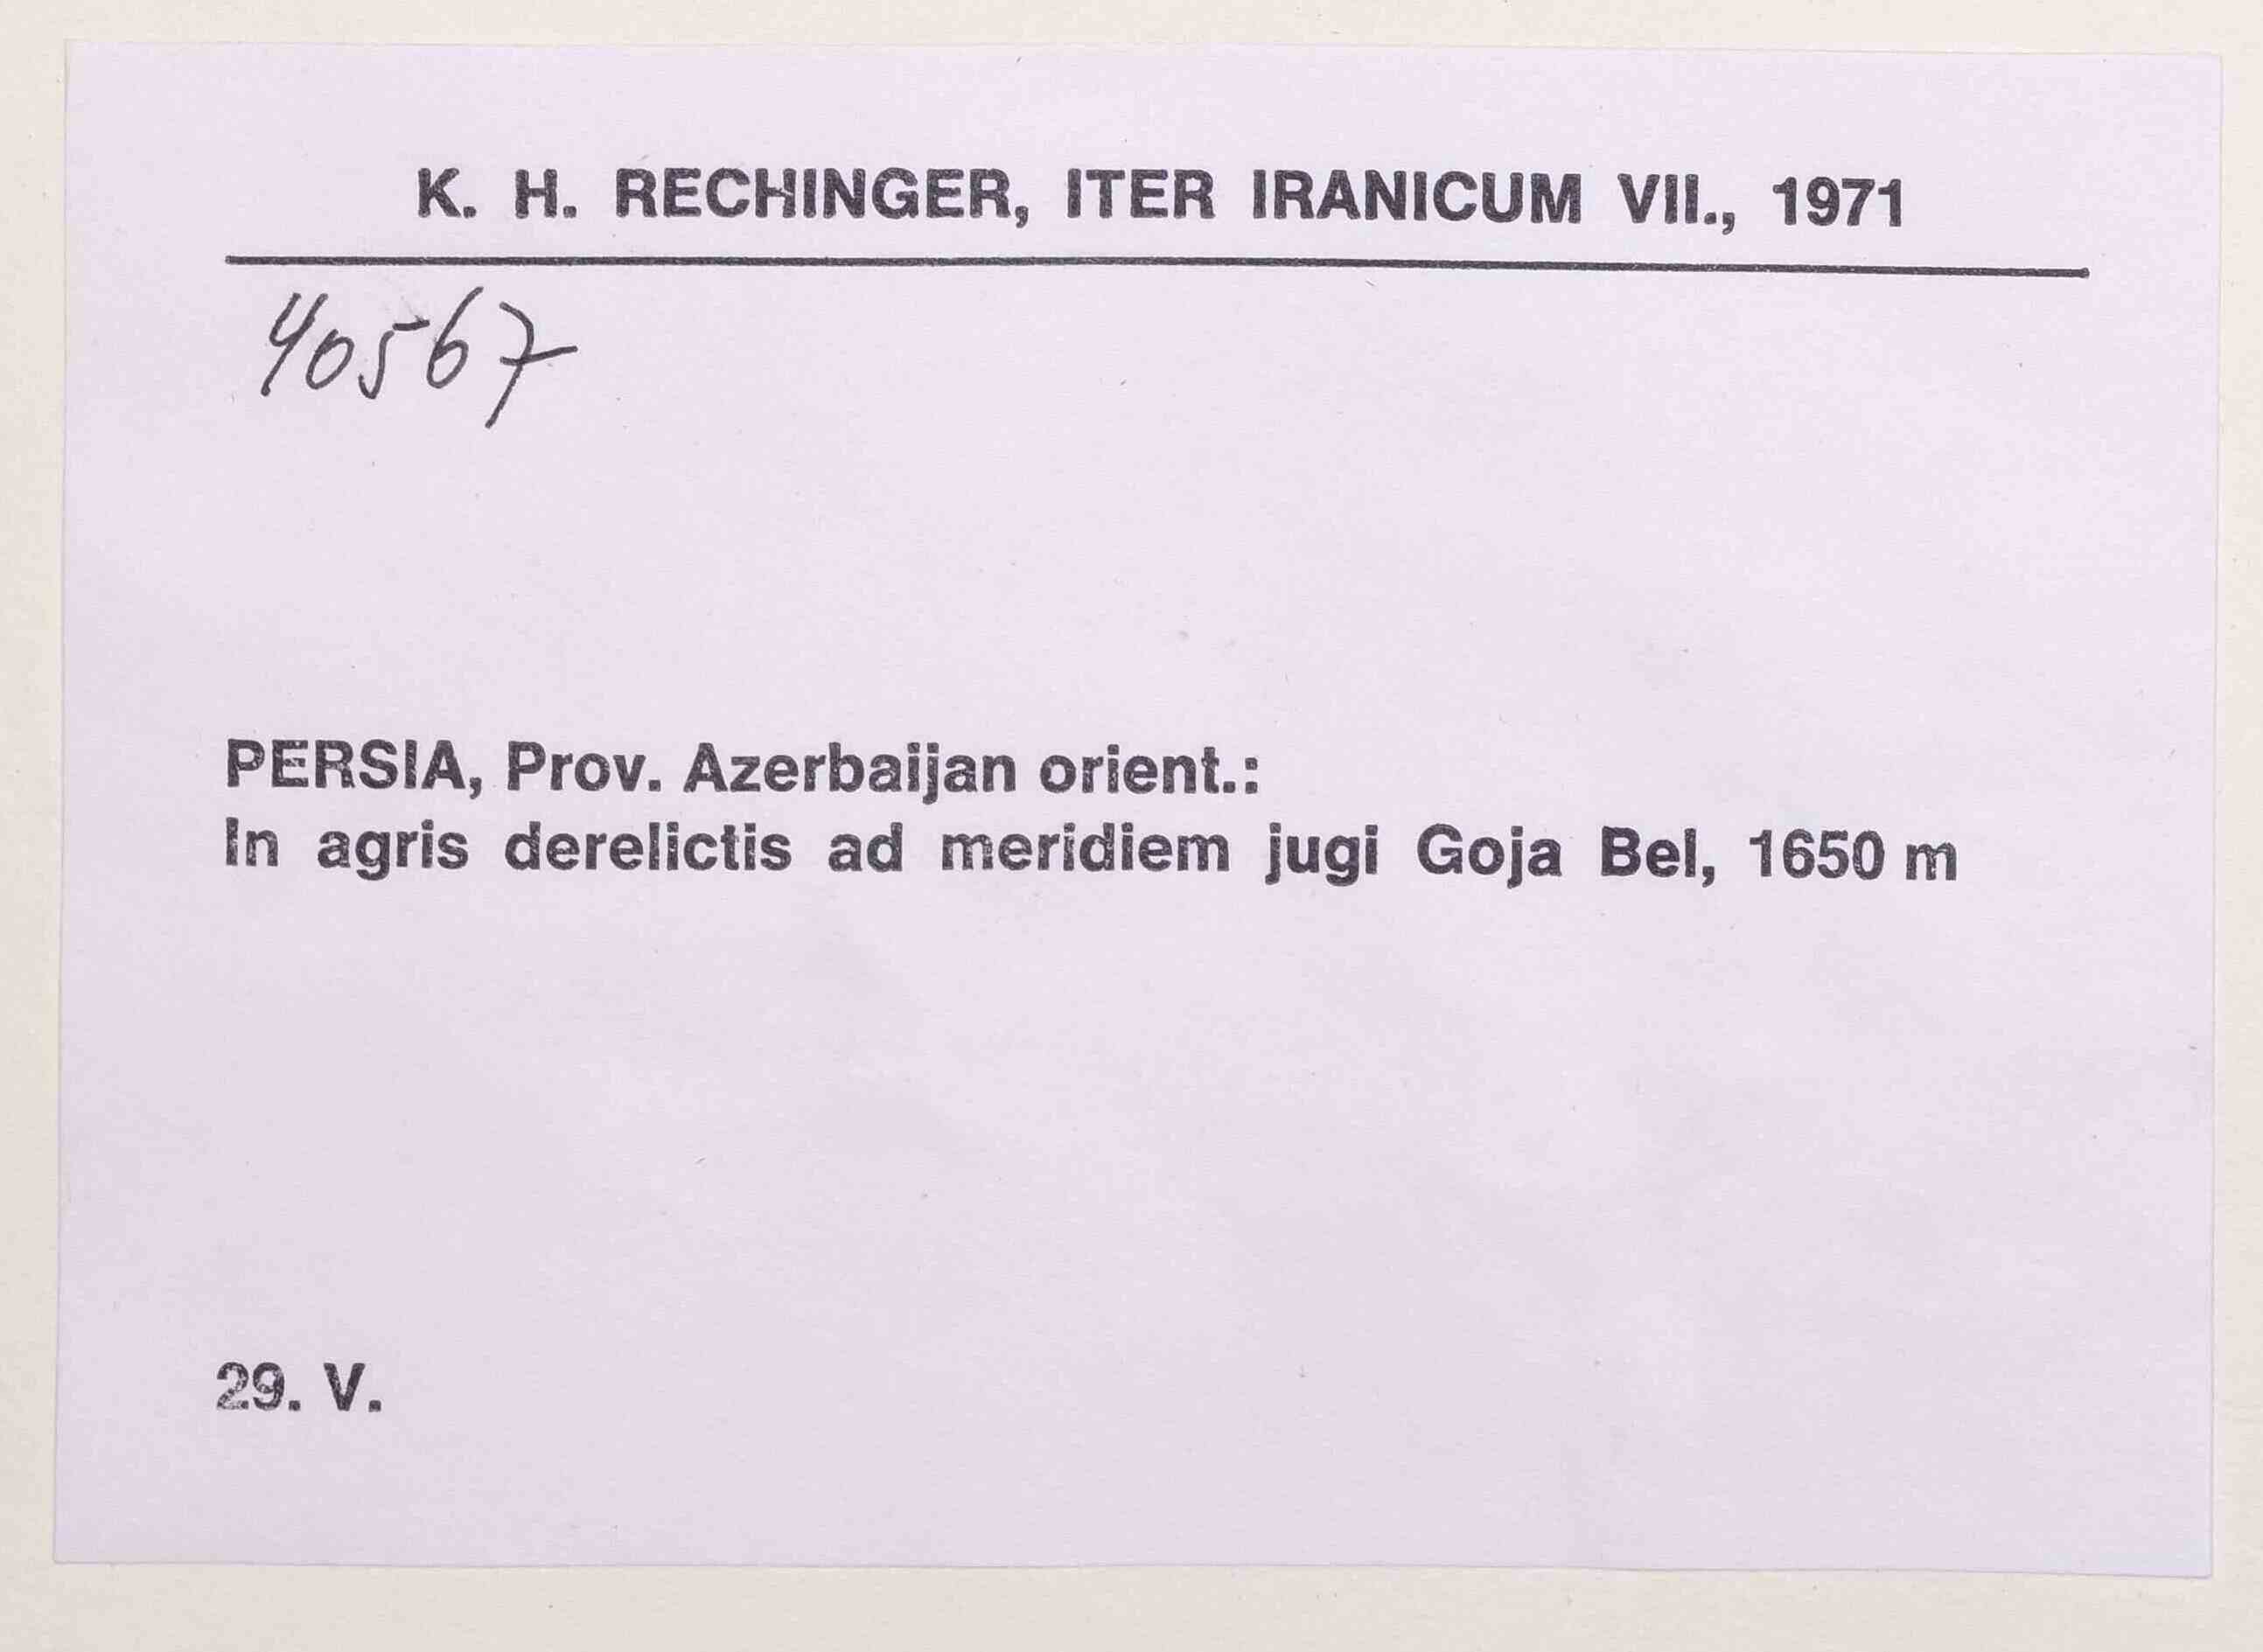 K. H. RECHINGER, ITER IRANICUM VII., 1971
40567
PERSIA, Prov. Azerbaijan orient.:
In agris derelictis ad meridiem jugi Goja Bel, 1650 m
29. V.